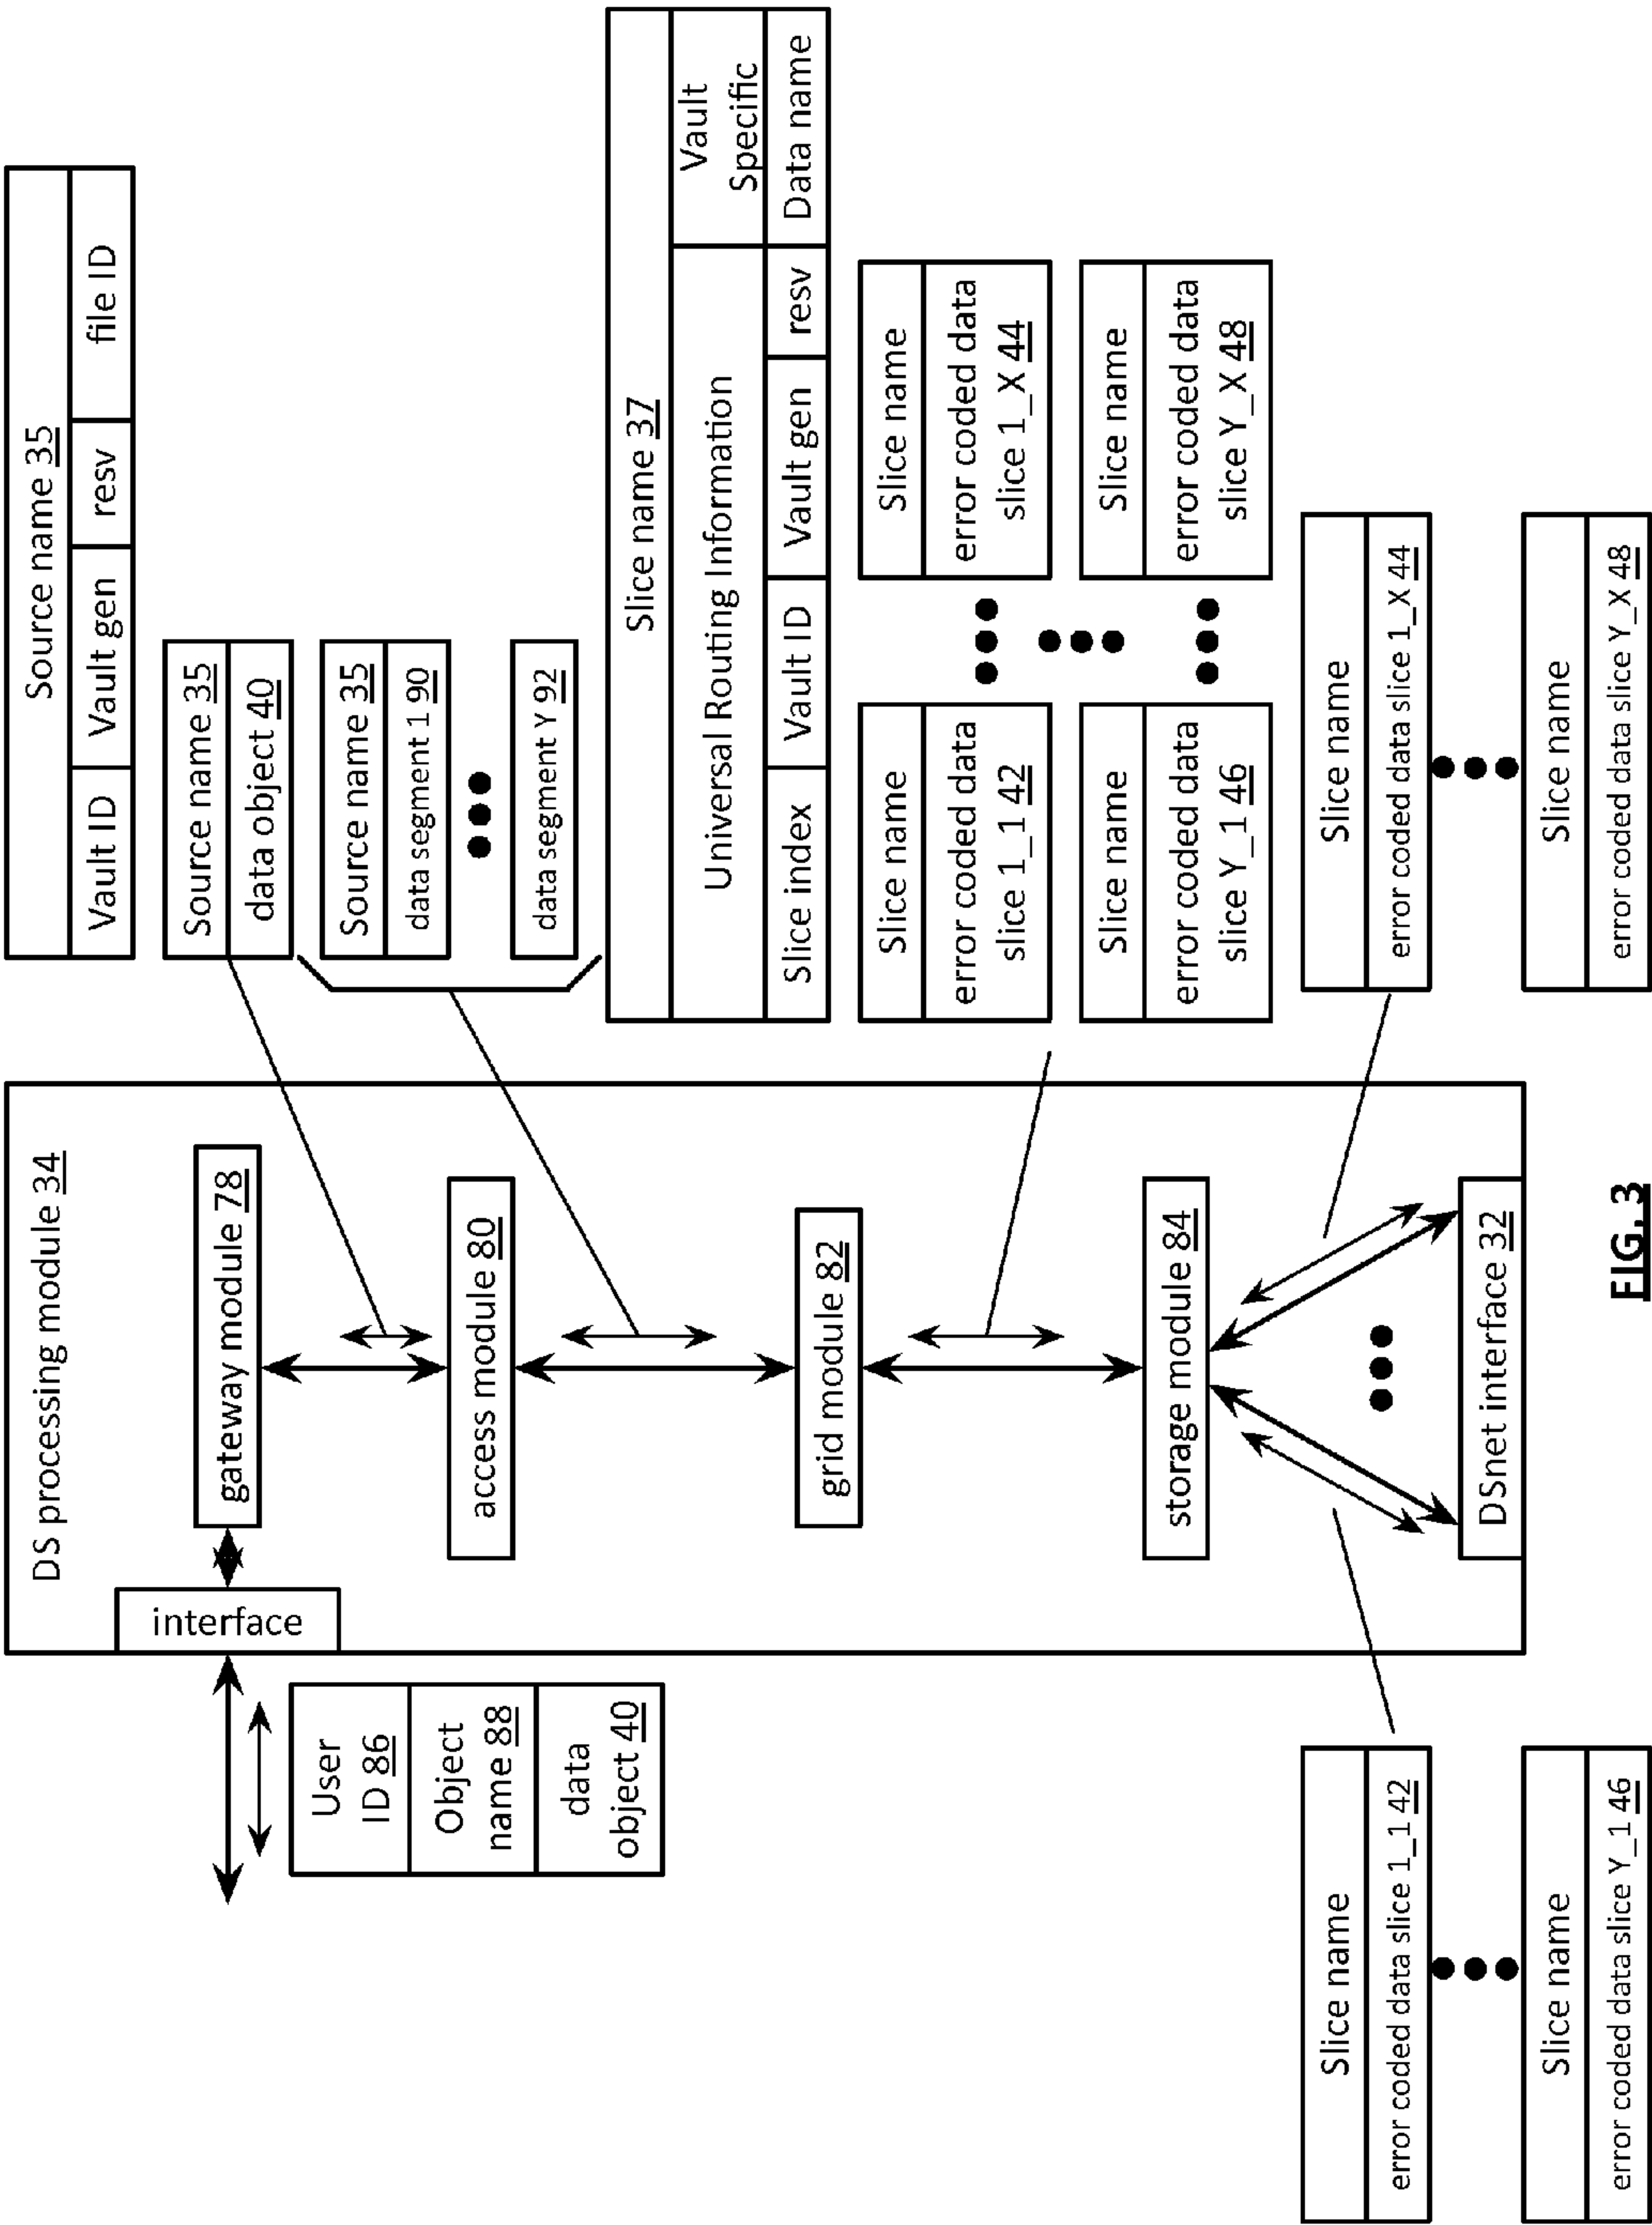 DS processing module 34
interface
gateway module 78
access module 80
grid module 82
storage module 84
DSnet interface 32
User
ID 86
Object
name 88
data
object 40
Source name 35
Vault ID
Vault gen
resv
file ID
Source name 35
data object 40
Source name 35
data segment 1 90
data segment Y 92
Slice name 37
Universal Routing Information
Vault
Specific
Slice index
Vault ID
Vault gen
resv
Data name
Slice name
error coded data
slice 1_1 42
Slice name
error coded data
slice 1_X 44
Slice name
error coded data
slice Y_1 46
Slice name
error coded data
slice Y_X 48
Slice name
error coded data slice 1_1 42
Slice name
error coded data slice Y_1 46
Slice name
error coded data slice 1_X 44
Slice name
error coded data slice Y_X 48
FIG. 3